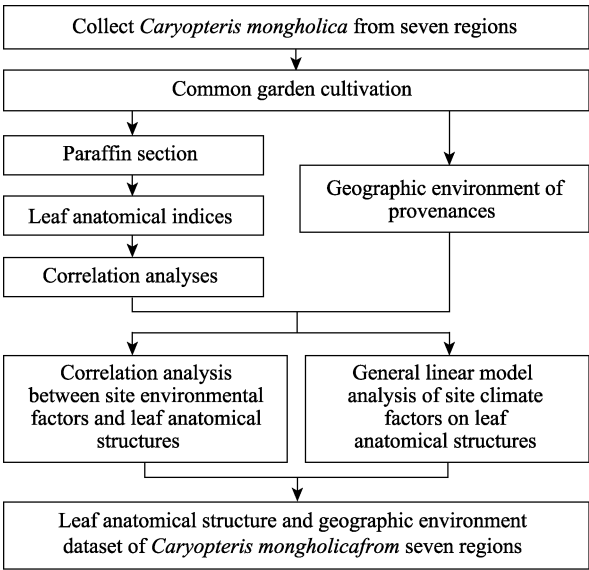 Collect Caryopteris mongholica from seven regions
Common garden cultivation
Paraffin section
Leaf anatomical indices
Correlation analyses
Geographic environment of
provenances
Correlation analysis
between site environmental
factors and leaf anatomical
structures
General linear model
analysis of site climate
factors on leaf
anatomical structures
Leaf anatomical structure and geographic environment
dataset of Caryopteris mongholicafrom seven regions